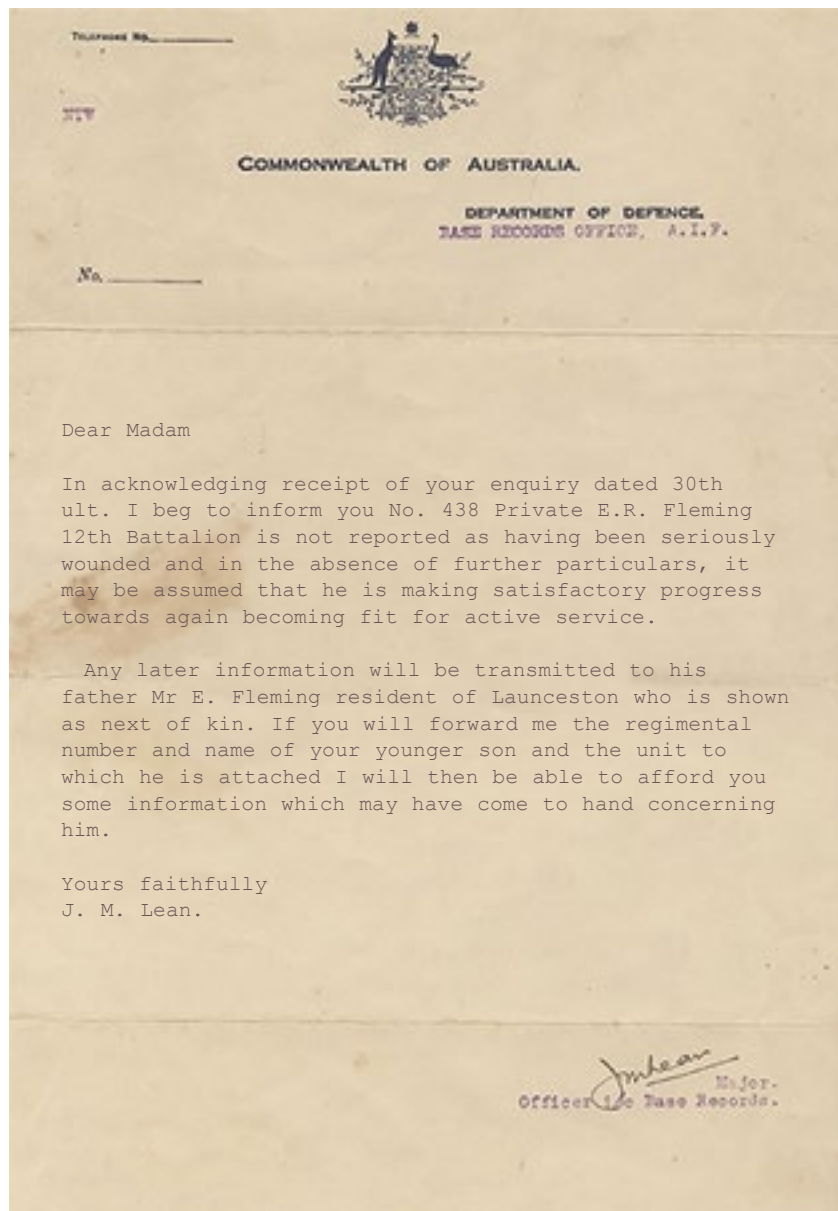 TELEPHONE NO.
COMMONWEALTH OF AUSTRALIA.
DEPARTMENT OF DEFENCE.
BASE RECORDS OFFICE, A.I.F.
No.
Dear Madam
In acknowledging receipt of your enquiry dated 30th
ult. I beg to inform you No. 438 Private E.R. Fleming
12th Battalion is not reported as having been seriously
wounded and in the absence of further particulars, it
may be assumed that he is making satisfactory progress
towards again becoming fit for active service.
Any later information will be transmitted to his
father Mr E. Fleming resident of Launceston who is shown
as next of kin. If you will forward me the regimental
number and name of your younger son and the unit to
which he is attached I will then be able to afford you
some information which may have come to hand concerning
him.
Yours faithfully
J. M. Lean.
JMLean
Major.
Officer i/c Base Records.